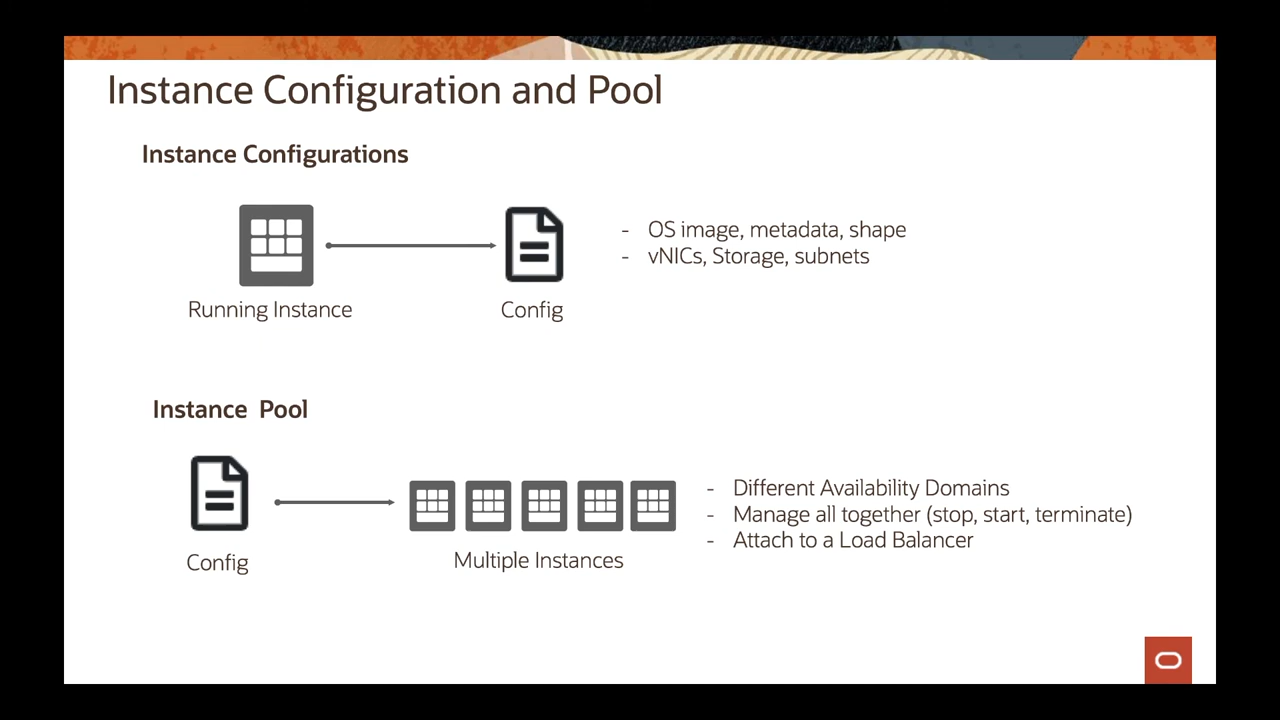 Instance Configuration and Pool
Instance Configurations
- OS image, metadata, shape
- vNICs, Storage, subnets
Running Instance
Config
Instance Pool
- Different Availability Domains
- Manage all together (stop, start, terminate)
- Attach to a Load Balancer
Config
Multiple Instances